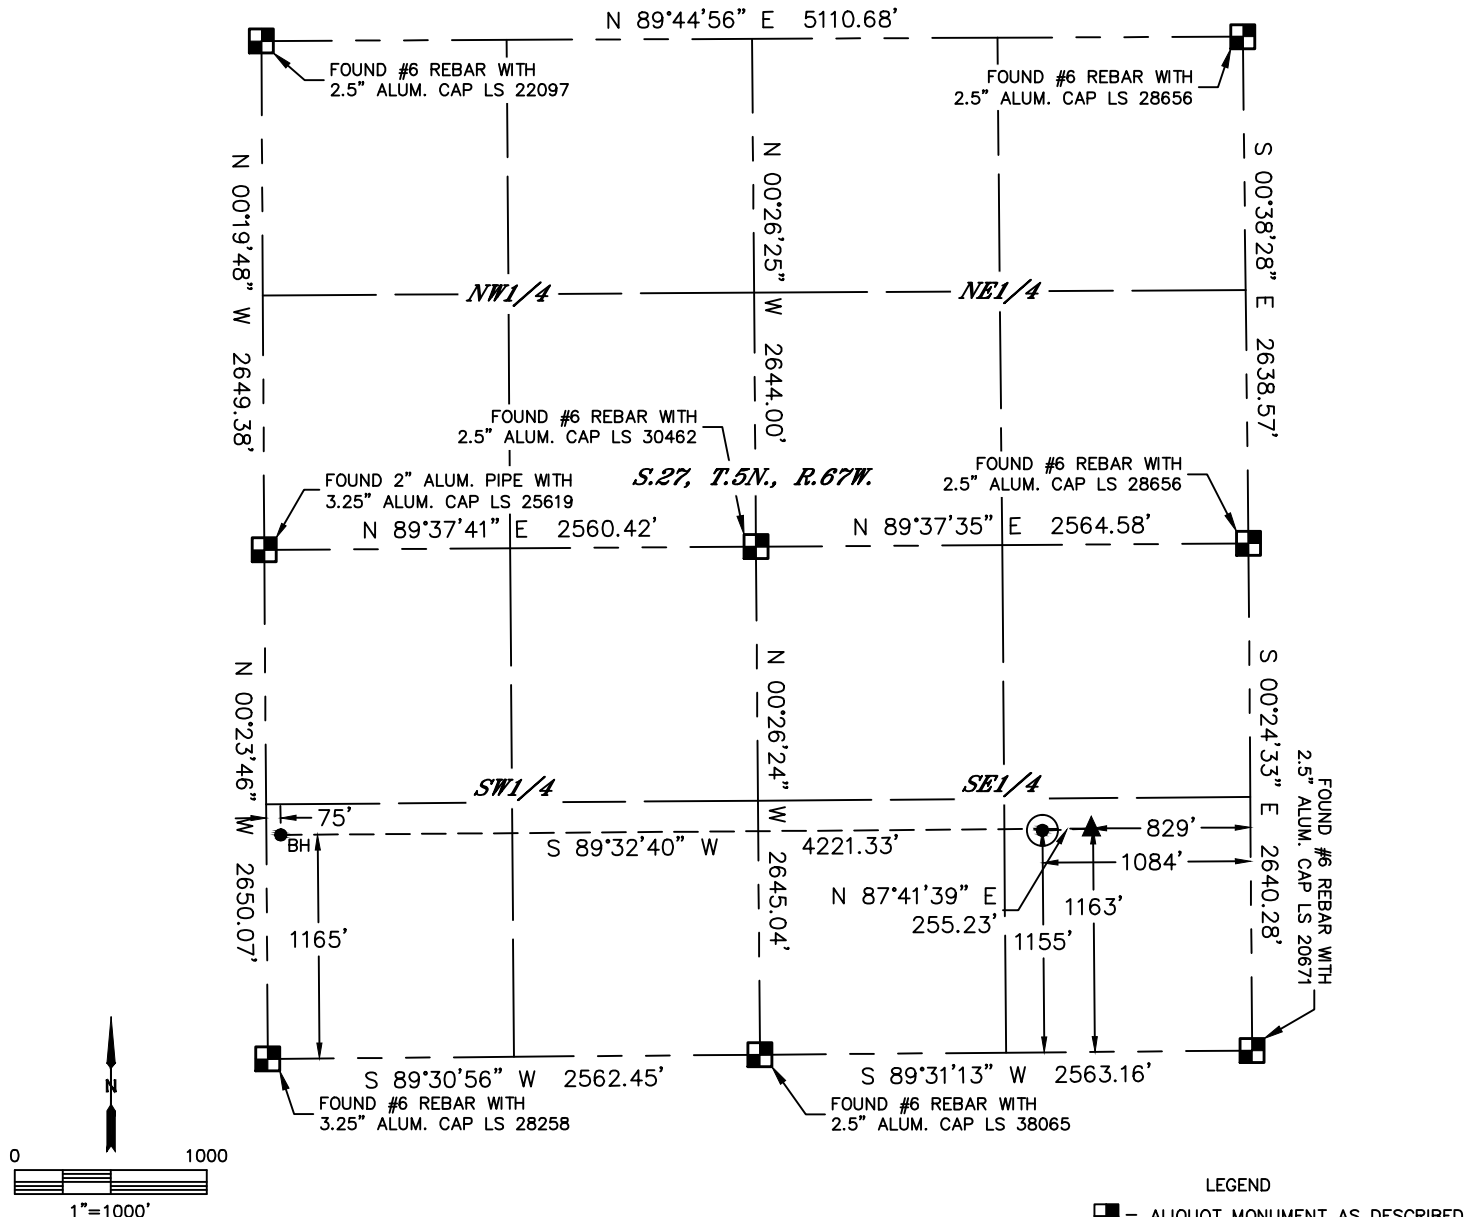 N 89°44'56" E 5110.68'
FOUND #6 REBAR WITH
2.5" ALUM. CAP LS 22097
FOUND #6 REBAR WITH
2.5" ALUM. CAP LS 28656
N 00°19'48" W 2649.38'
N 00°26'25" W 2644.00'
S 00°38'28" E 2638.57'
NW1/4
NE1/4
FOUND #6 REBAR WITH
2.5" ALUM. CAP LS 30462
S.27, T.5N., R.67W.
FOUND #6 REBAR WITH
2.5" ALUM. CAP LS 28656
FOUND 2" ALUM. PIPE WITH
3.25" ALUM. CAP LS 25619
N 89°37'41" E 2560.42'
N 89°37'35" E 2564.58'
N 00°23'46" W 2650.07'
N 00°26'24" W 2645.04'
S 00°24'33" E 2640.28'
FOUND #6 REBAR WITH
2.5" ALUM. CAP LS 20671
SW1/4
SE1/4
75'
BH
S 89°32'40" W 4221.33'
829'
1084'
N 87°41'39" E
255.23'
1163'
1155'
1165'
S 89°30'56" W 2562.45'
S 89°31'13" W 2563.16'
FOUND #6 REBAR WITH
3.25" ALUM. CAP LS 28258
FOUND #6 REBAR WITH
2.5" ALUM. CAP LS 38065
N
0 1000
1"=1000'
LEGEND
= ALIQUOT MONUMENT AS DESCRIBED